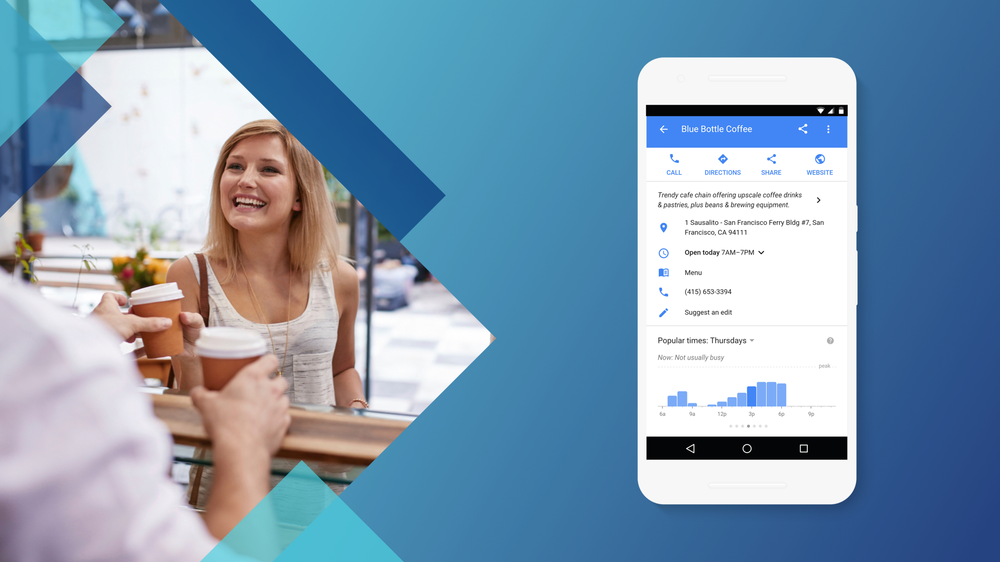 Blue Bottle Coffee
CALL
DIRECTIONS
SHARE
WEBSITE
Trendy cafe chain offering upscale coffee drinks
& pastries, plus beans & brewing equipment.
1 Sausalito - San Francisco Ferry Bldg #7, San
Francisco, CA 94111
Open today 7AM–7PM
Menu
(415) 653-3394
Suggest an edit
Popular times: Thursdays
?
Now: Not usually busy
peak
6a 9a 12p 3p 6p 9p